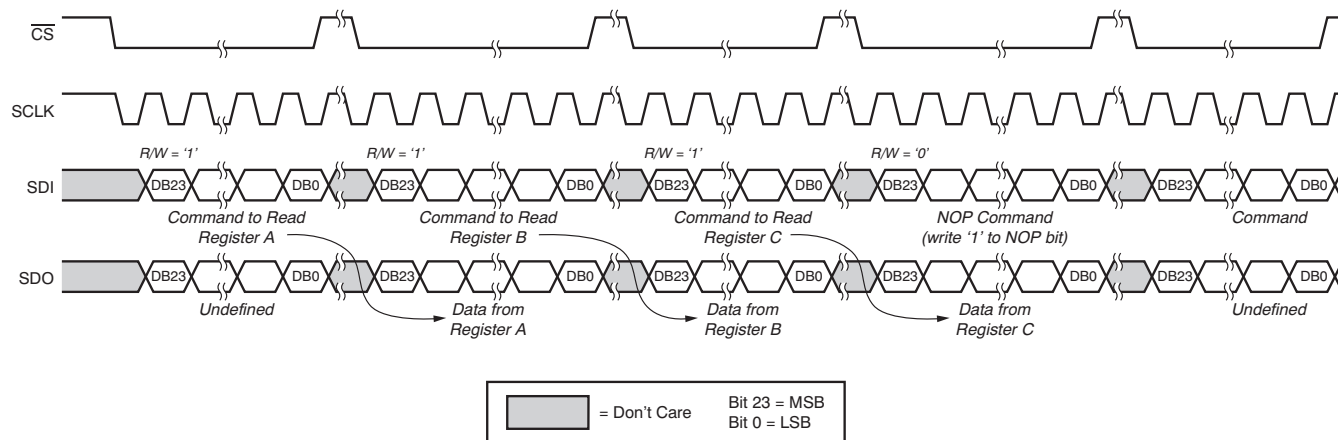 CS
SCLK
R/W = ‘1’ R/W = ‘1’ R/W = ‘1’ R/W = ‘0’
SDI DB23 DB0 DB23 DB0 DB23 DB0 DB23 DB0 DB23 DB0
Command to Read Command to Read Command to Read NOP Command Command
Register A Register B Register C (write ‘1’ to NOP bit)
SDO DB23 DB0 DB23 DB0 DB23 DB0 DB23 DB0 DB23 DB0
Undefined Data from Data from Data from Undefined
Register A Register B Register C
= Don’t Care Bit 23 = MSB
Bit 0 = LSB